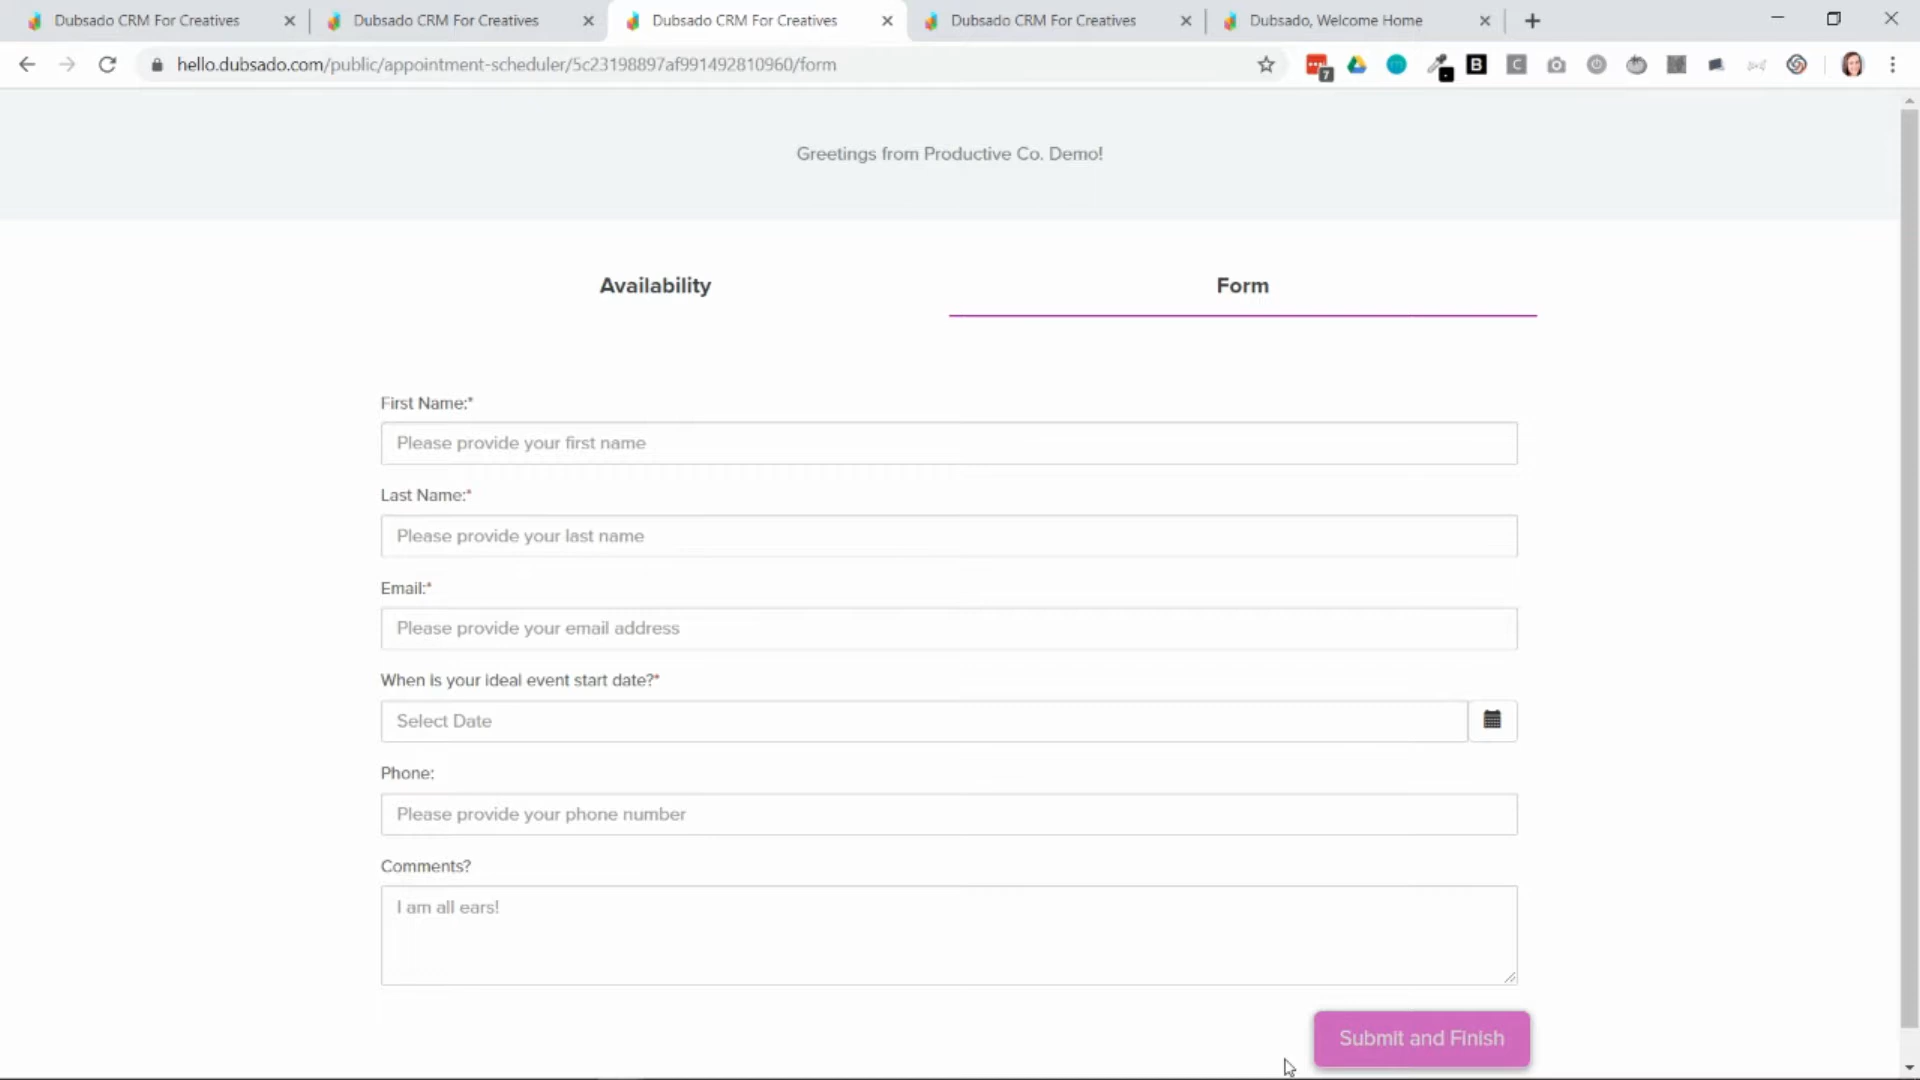 Dubsado CRM For Creatives
Dubsado CRM For Creatives
Dubsado CRM For Creatives
Dubsado CRM For Creatives
Dubsado, Welcome Home
hello.dubsado.com/public/appointment-scheduler/5c23198897af991492810960/form
7
B
C
Greetings from Productive Co. Demo!
Availability
Form
First Name:*
Please provide your first name
Last Name:*
Please provide your last name
Email:*
Please provide your email address
When is your ideal event start date?*
Select Date
Phone:
Please provide your phone number
Comments?
I am all ears!
Submit and Finish